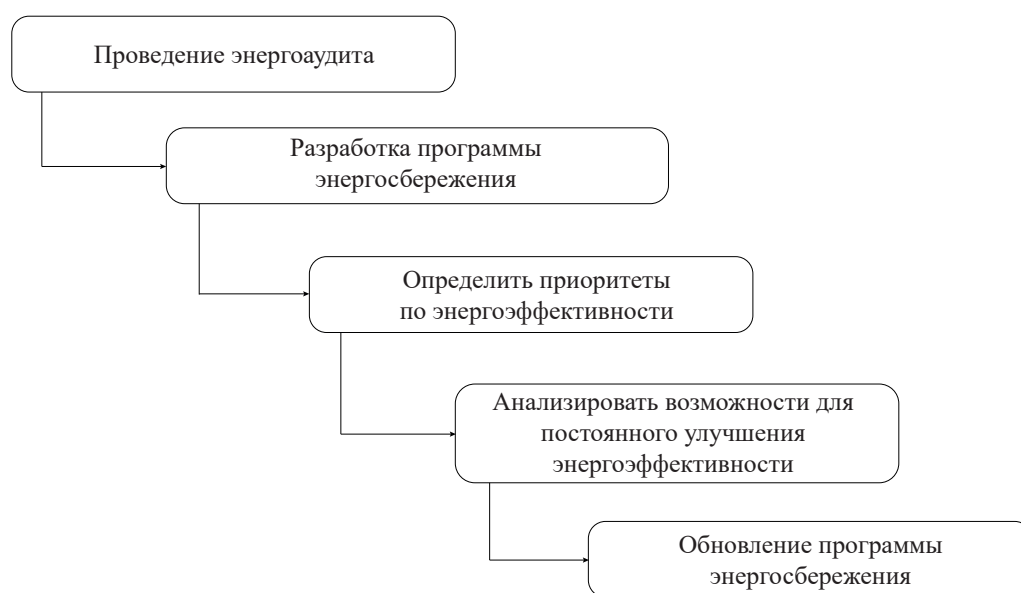 Проведение энергоаудита
Разработка программы
энергосбережения
Определить приоритеты
по энергоэффективности
Анализировать возможности для
постоянного улучшения
энергоэффективности
Обновление программы
энергосбережения